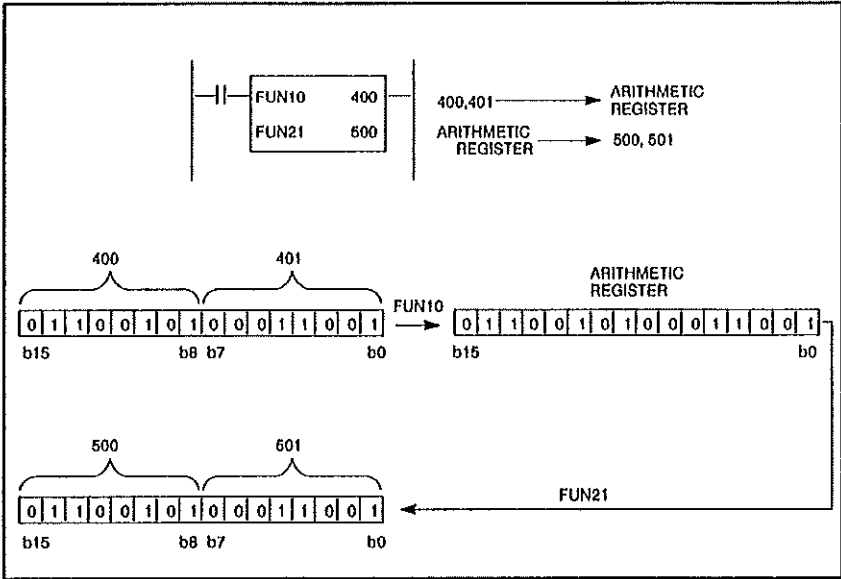 FUN10 400
FUN21 500
400,401 ARITHMETIC REGISTER
ARITHMETIC REGISTER 500, 501
400 401
ARITHMETIC REGISTER
FUN10
0 1 1 0 0 1 0 1 0 0 0 1 1 0 0 1
0 1 1 0 0 1 0 1 0 0 0 1 1 0 0 1
b15 b8 b7 b0
b15 b0
500 601
FUN21
0 1 1 0 0 1 0 1 0 0 0 1 1 0 0 1
b15 b8 b7 b0